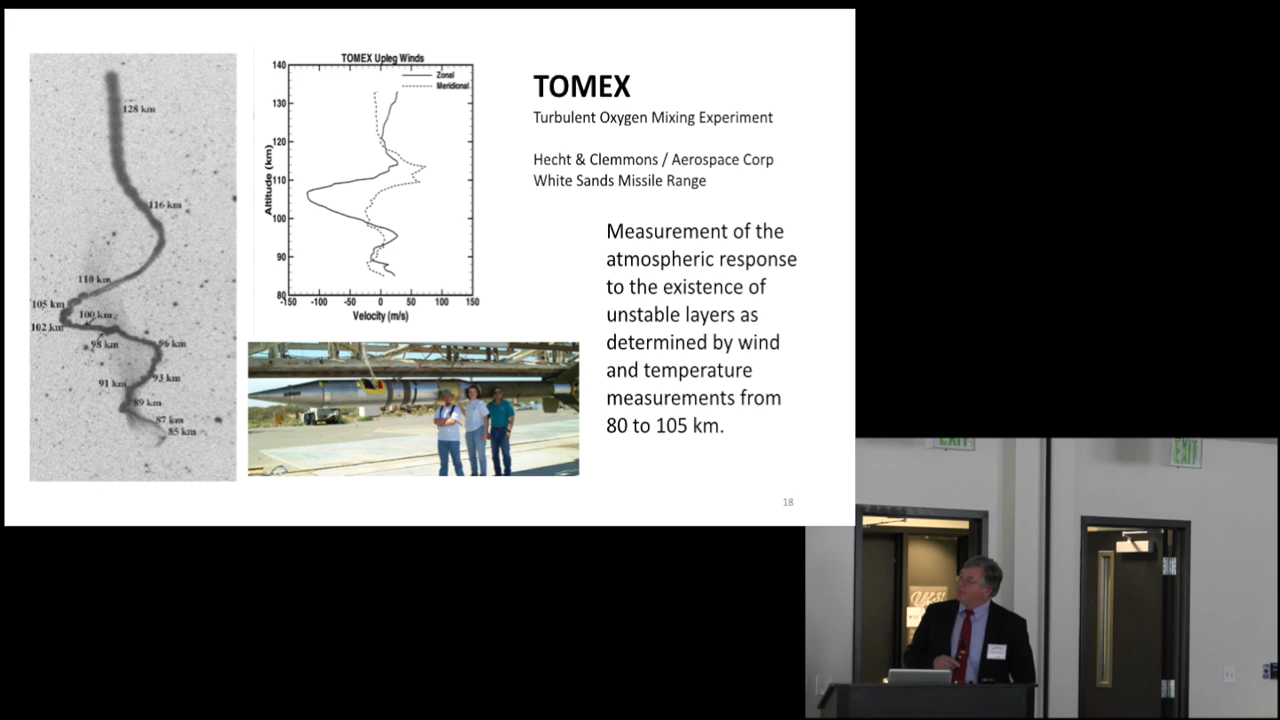 128 km
116 km
110 km
105 km
100 km
102 km
98 km
96 km
93 km
91 km
89 km
87 km
85 km
TOMEX Upleg Winds
Zonal
Meridional
Altitude (km)
140
130
120
110
100
90
80
-150 -100 -50 0 50 100 150
Velocity (m/s)
TOMEX
Turbulent Oxygen Mixing Experiment
Hecht & Clemmons / Aerospace Corp
White Sands Missile Range
Measurement of the
atmospheric response
to the existence of
unstable layers as
determined by wind
and temperature
measurements from
80 to 105 km.
18
EXIT
EXIT